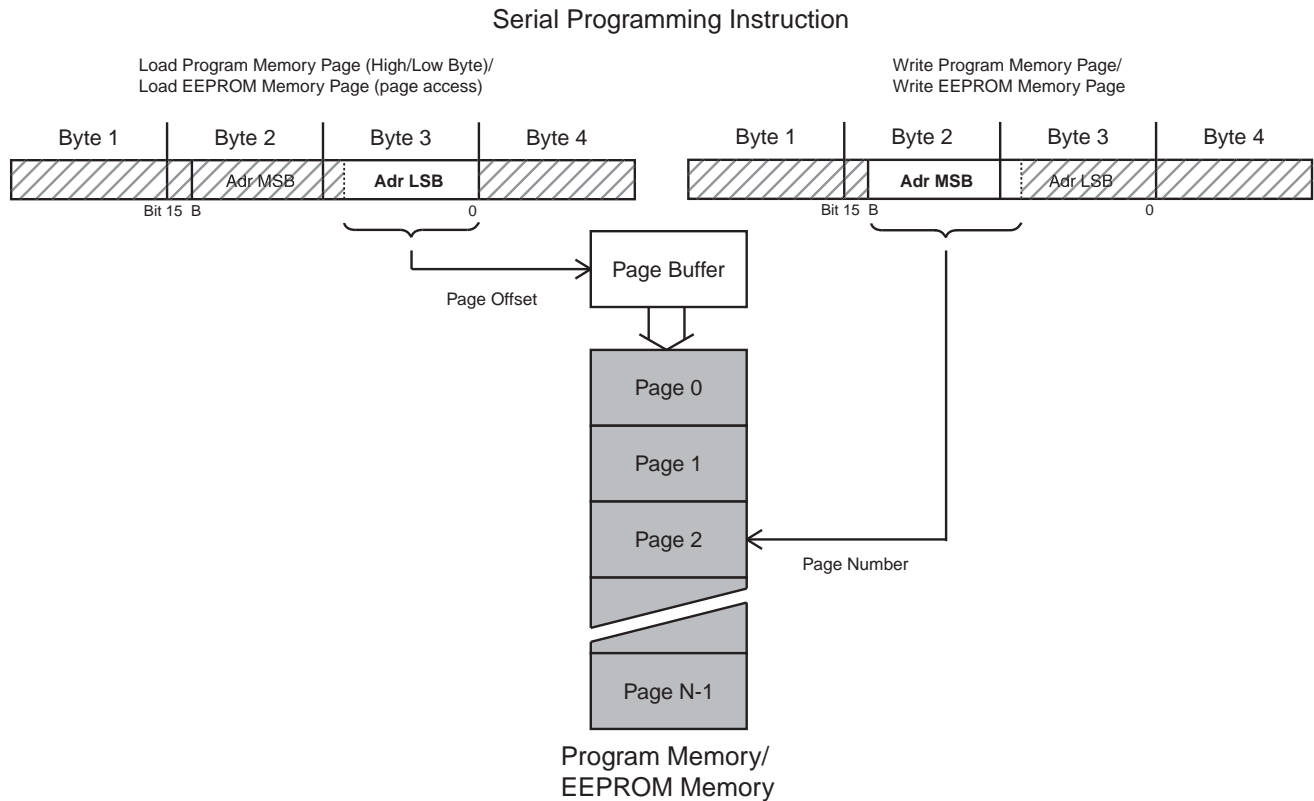 Serial Programming Instruction
Load Program Memory Page (High/Low Byte)/
Load EEPROM Memory Page (page access)
Write Program Memory Page/
Write EEPROM Memory Page
Byte 1 Byte 2 Byte 3 Byte 4
Byte 1 Byte 2 Byte 3 Byte 4
Adr MSB Adr LSB
Adr MSB Adr LSB
Bit 15 B 0
Bit 15 B 0
Page Buffer
Page Offset
Page 0
Page 1
Page 2
Page Number
Page N-1
Program Memory/
EEPROM Memory